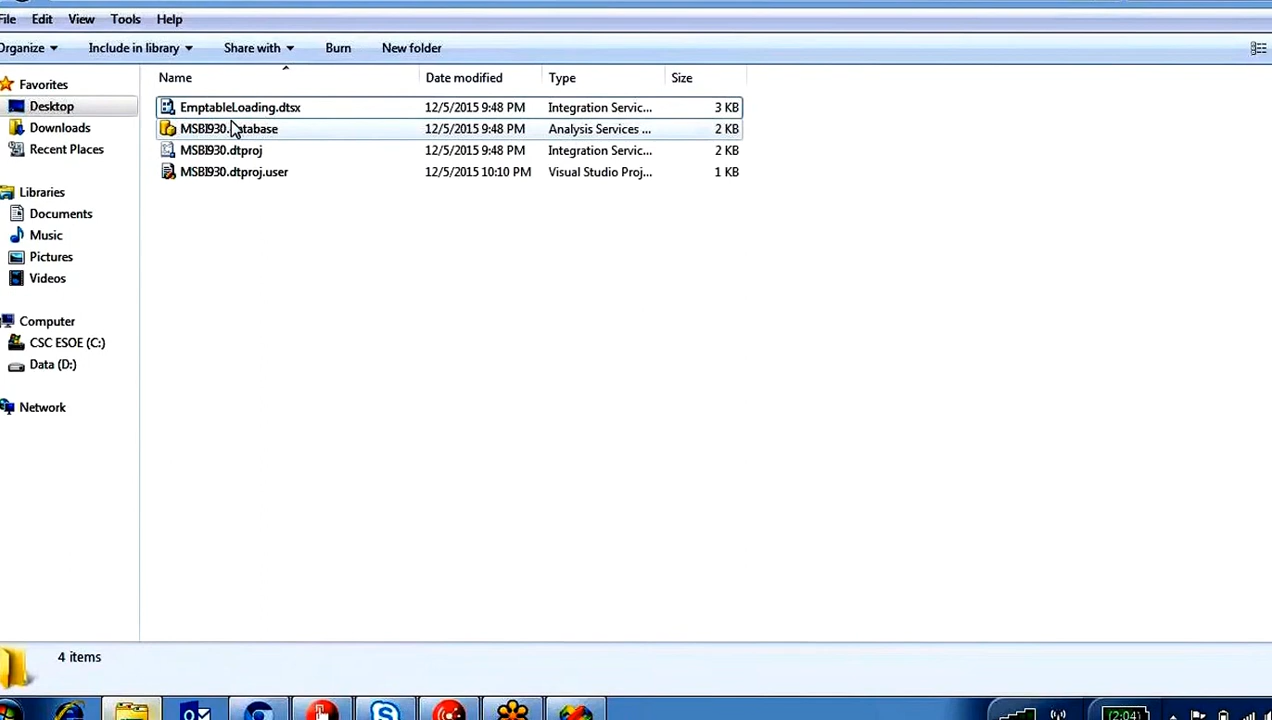 File Edit View Tools Help
Organize Include in library Share with Burn New folder
Name Date modified Type Size
Favorites
Desktop
Downloads
Recent Places
Libraries
Documents
Music
Pictures
Videos
Computer
CSC ESOE (C:)
Data (D:)
Network
EmptableLoading.dtsx 12/5/2015 9:48 PM Integration Servic... 3 KB
MSBI930.database 12/5/2015 9:48 PM Analysis Services ... 2 KB
MSBI930.dtproj 12/5/2015 9:48 PM Integration Servic... 2 KB
MSBI930.dtproj.user 12/5/2015 10:10 PM Visual Studio Proj... 1 KB
4 items
(2:04)